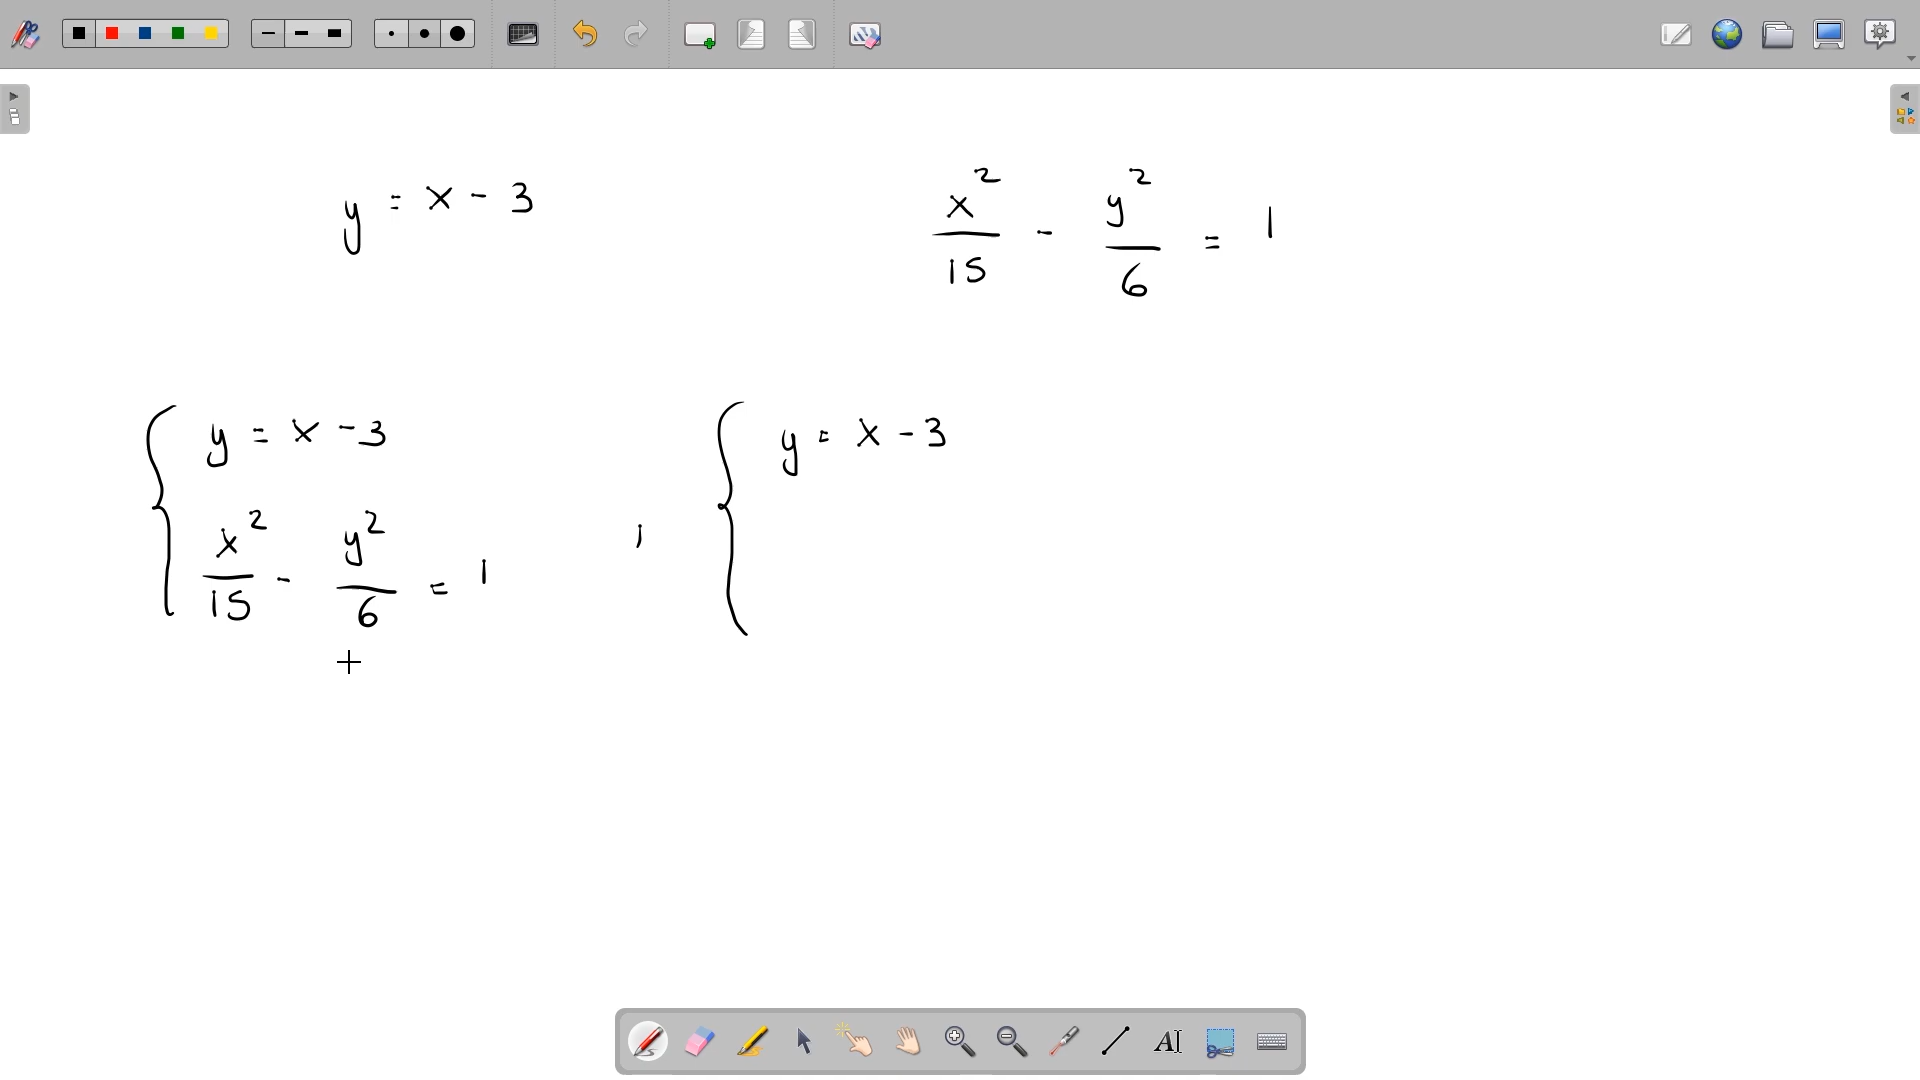 y = x - 3
x²/15 - y²/6 = 1
{ y = x - 3
x²/15 - y²/6 = 1 ,
{ y = x - 3